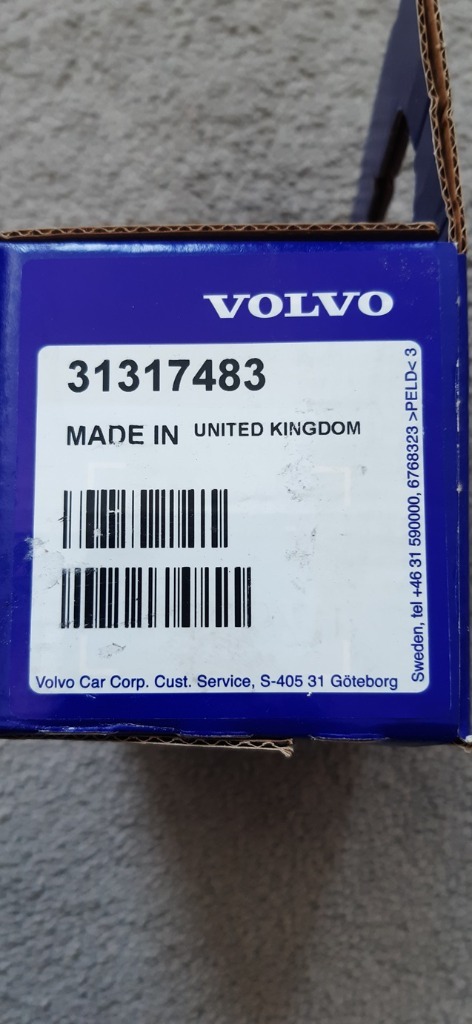 VOLVO
31317483
MADE IN UNITED KINGDOM
Volvo Car Corp. Cust. Service, S-405 31 Göteborg
Sweden, tel +46 31 590000, 6768323 >PELD< 3